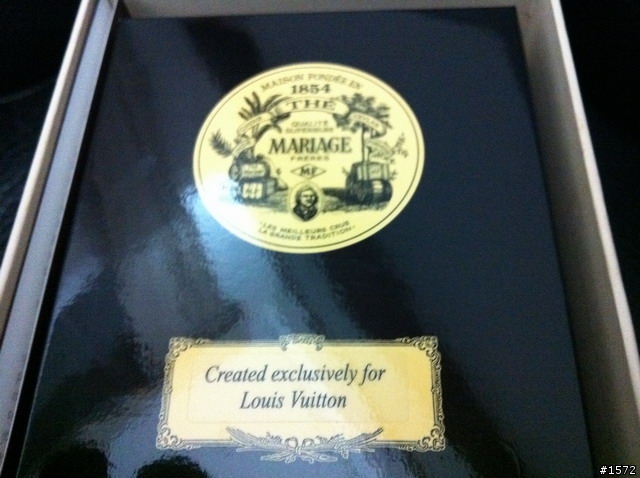 MAISON FONDÉE EN
1854
THÉ
QUALITÉ
SUPÉRIEURE
MARIAGE
FRÈRES
MF
"LES MEILLEURS CRUS
LA GRANDE TRADITION"
Created exclusively for
Louis Vuitton
#1572